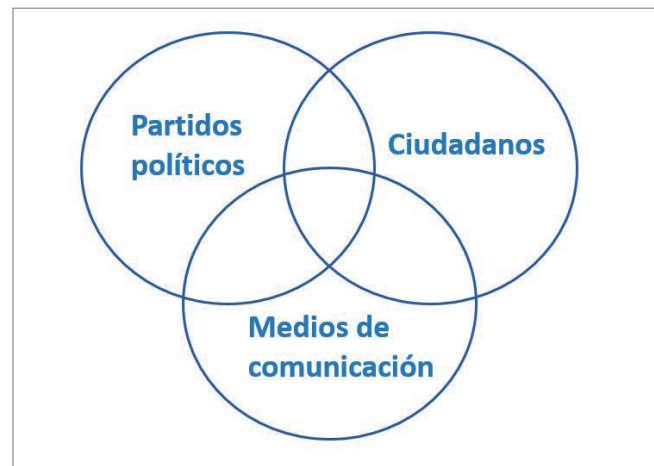 Partidos
políticos
Ciudadanos
Medios de
comunicación